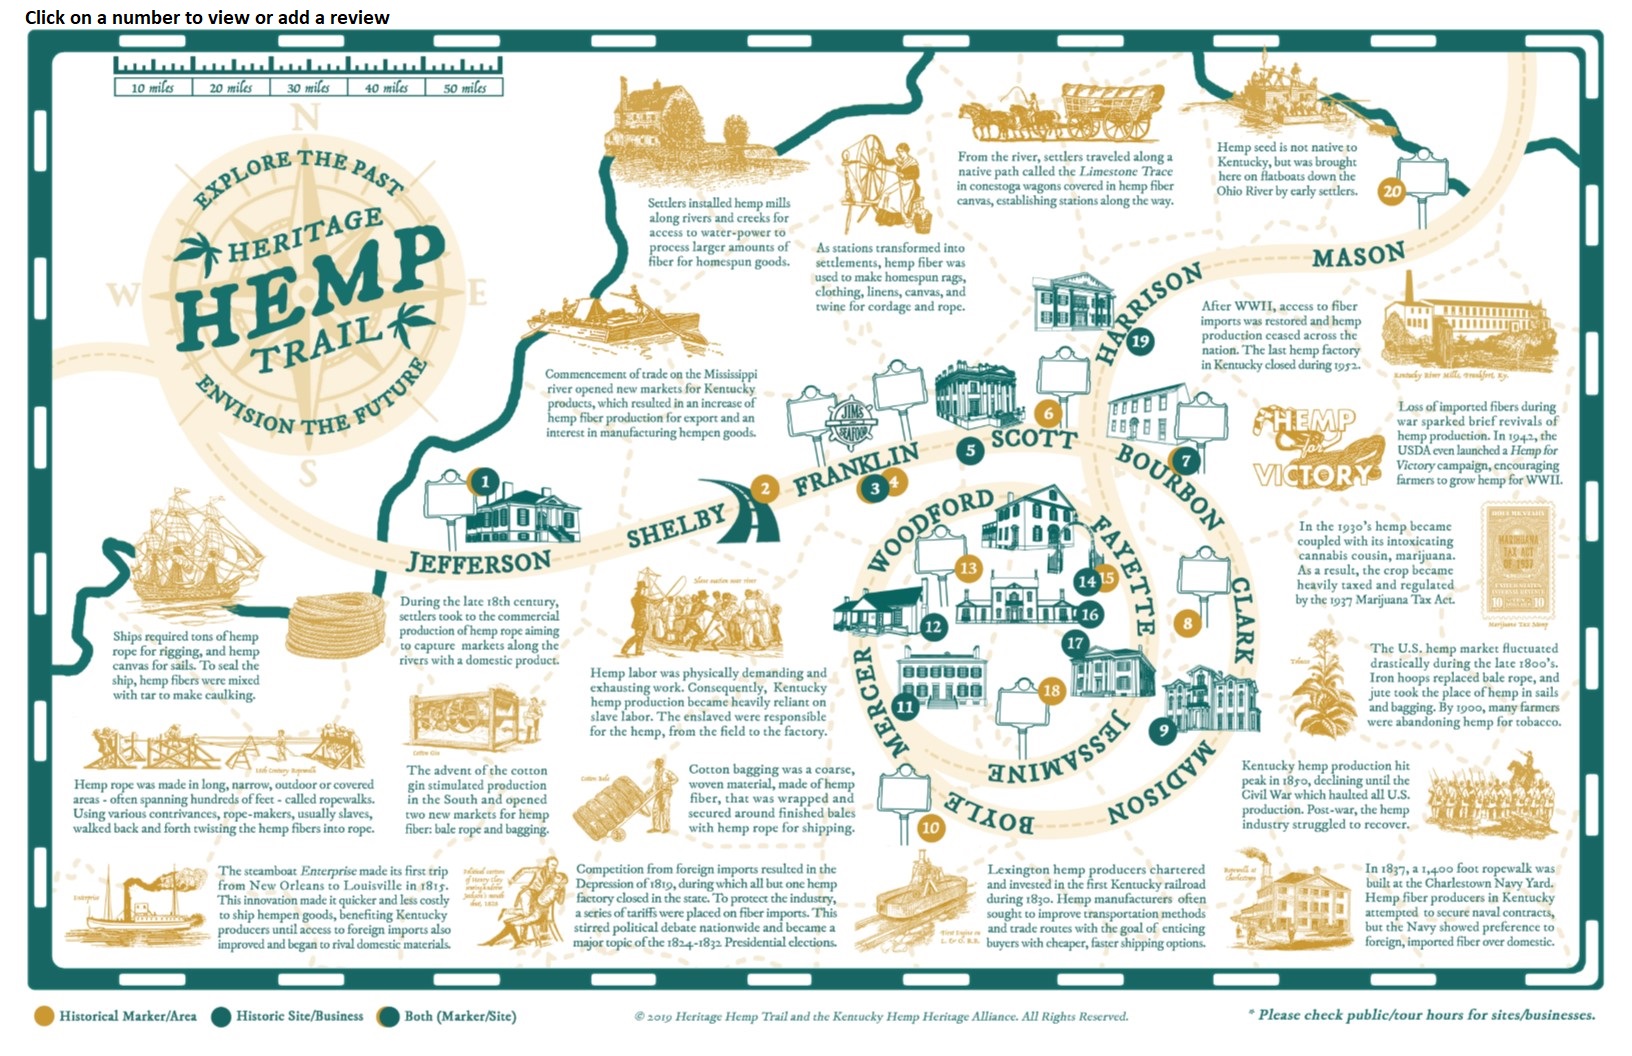 Click on a number to view or add a review
10 miles
20 miles
30 miles
40 miles
50 miles
N
W
E
S
EXPLORE THE PAST
HERITAGE
HEMP
TRAIL
ENVISION THE FUTURE
Settlers installed hemp mills
along rivers and creeks for
access to water-power to
process larger amounts of
fiber for homespun goods.
As stations transformed into
settlements, hemp fiber was
used to make homespun rags,
clothing, linens, canvas, and
twine for cordage and rope.
From the river, settlers traveled along a
native path called the Limestone Trace
in conestoga wagons covered in hemp fiber
canvas, establishing stations along the way.
Hemp seed is not native to
Kentucky, but was brought
here on flatboats down the
Ohio River by early settlers.
20
MASON
HARRISON
19
After WWII, access to fiber
imports was restored and hemp
production ceased across the
nation. The last hemp factory
in Kentucky closed during 1952.
Kentucky River Mills, Frankfort, Ky.
Commencement of trade on the Mississippi
river opened new markets for Kentucky
products, which resulted in an increase of
hemp fiber production for export and an
interest in manufacturing hempen goods.
JIM'S
SEAFOOD
6
5
SCOTT
FRANKLIN
3
4
2
SHELBY
1
JEFFERSON
7
BOURBON
HEMP
for
VICTORY
Loss of imported fibers during
war sparked brief revivals of
hemp production. In 1942, the
USDA even launched a Hemp for
Victory campaign, encouraging
farmers to grow hemp for WWII.
In the 1930's hemp became
coupled with its intoxicating
cannabis cousin, marijuana.
As a result, the crop became
heavily taxed and regulated
by the 1937 Marijuana Tax Act.
MARIHUANA
TAX ACT
OF 1937
10
10
Marijuana Tax Stamp
WOODFORD
FAYETTE
13
14
15
16
12
17
8
CLARK
11
18
9
MERCER
JESSAMINE
MADISON
BOYLE
10
Ships required tons of hemp
rope for rigging, and hemp
canvas for sails. To seal the
ship, hemp fibers were mixed
with tar to make caulking.
During the late 18th century,
settlers took to the commercial
production of hemp rope aiming
to capture markets along the
rivers with a domestic product.
Slave coffle near river
Hemp labor was physically demanding and
exhausting work. Consequently, Kentucky
hemp production became heavily reliant on
slave labor. The enslaved were responsible
for the hemp, from the field to the factory.
Tobacco
The U.S. hemp market fluctuated
drastically during the late 1800's.
Iron hoops replaced bale rope, and
jute took the place of hemp in sails
and bagging. By 1900, many farmers
were abandoning hemp for tobacco.
18th Century Ropewalk
Hemp rope was made in long, narrow, outdoor or covered
areas - often spanning hundreds of feet - called ropewalks.
Using various contrivances, rope-makers, usually slaves,
walked back and forth twisting the hemp fibers into rope.
Cotton Gin
The advent of the cotton
gin stimulated production
in the South and opened
two new markets for hemp
fiber: bale rope and bagging.
Cotton Bale
Cotton bagging was a coarse,
woven material, made of hemp
fiber, that was wrapped and
secured around finished bales
with hemp rope for shipping.
Kentucky hemp production hit
peak in 1850, declining until the
Civil War which haulted all U.S.
production. Post-war, the hemp
industry struggled to recover.
Enterprise
The steamboat Enterprise made its first trip
from New Orleans to Louisville in 1815.
This innovation made it quicker and less costly
to ship hempen goods, benefiting Kentucky
producers until access to foreign imports also
improved and began to rival domestic materials.
Competition from foreign imports resulted in the
Depression of 1819, during which all but one hemp
factory closed in the state. To protect the industry,
a series of tariffs were placed on fiber imports. This
stirred political debate nationwide and became a
major topic of the 1824-1832 Presidential elections.
First Engine on
L. & O. R.R.
Lexington hemp producers chartered
and invested in the first Kentucky railroad
during 1830. Hemp manufacturers often
sought to improve transportation methods
and trade routes with the goal of enticing
buyers with cheaper, faster shipping options.
Ropewalk at
Charlestown
In 1837, a 1,400 foot ropewalk was
built at the Charlestown Navy Yard.
Hemp fiber producers in Kentucky
attempted to secure naval contracts,
but the Navy showed preference to
foreign, imported fiber over domestic.
Historical Marker/Area
Historic Site/Business
Both (Marker/Site)
© 2019 Heritage Hemp Trail and the Kentucky Hemp Heritage Alliance. All Rights Reserved.
* Please check public/tour hours for sites/businesses.